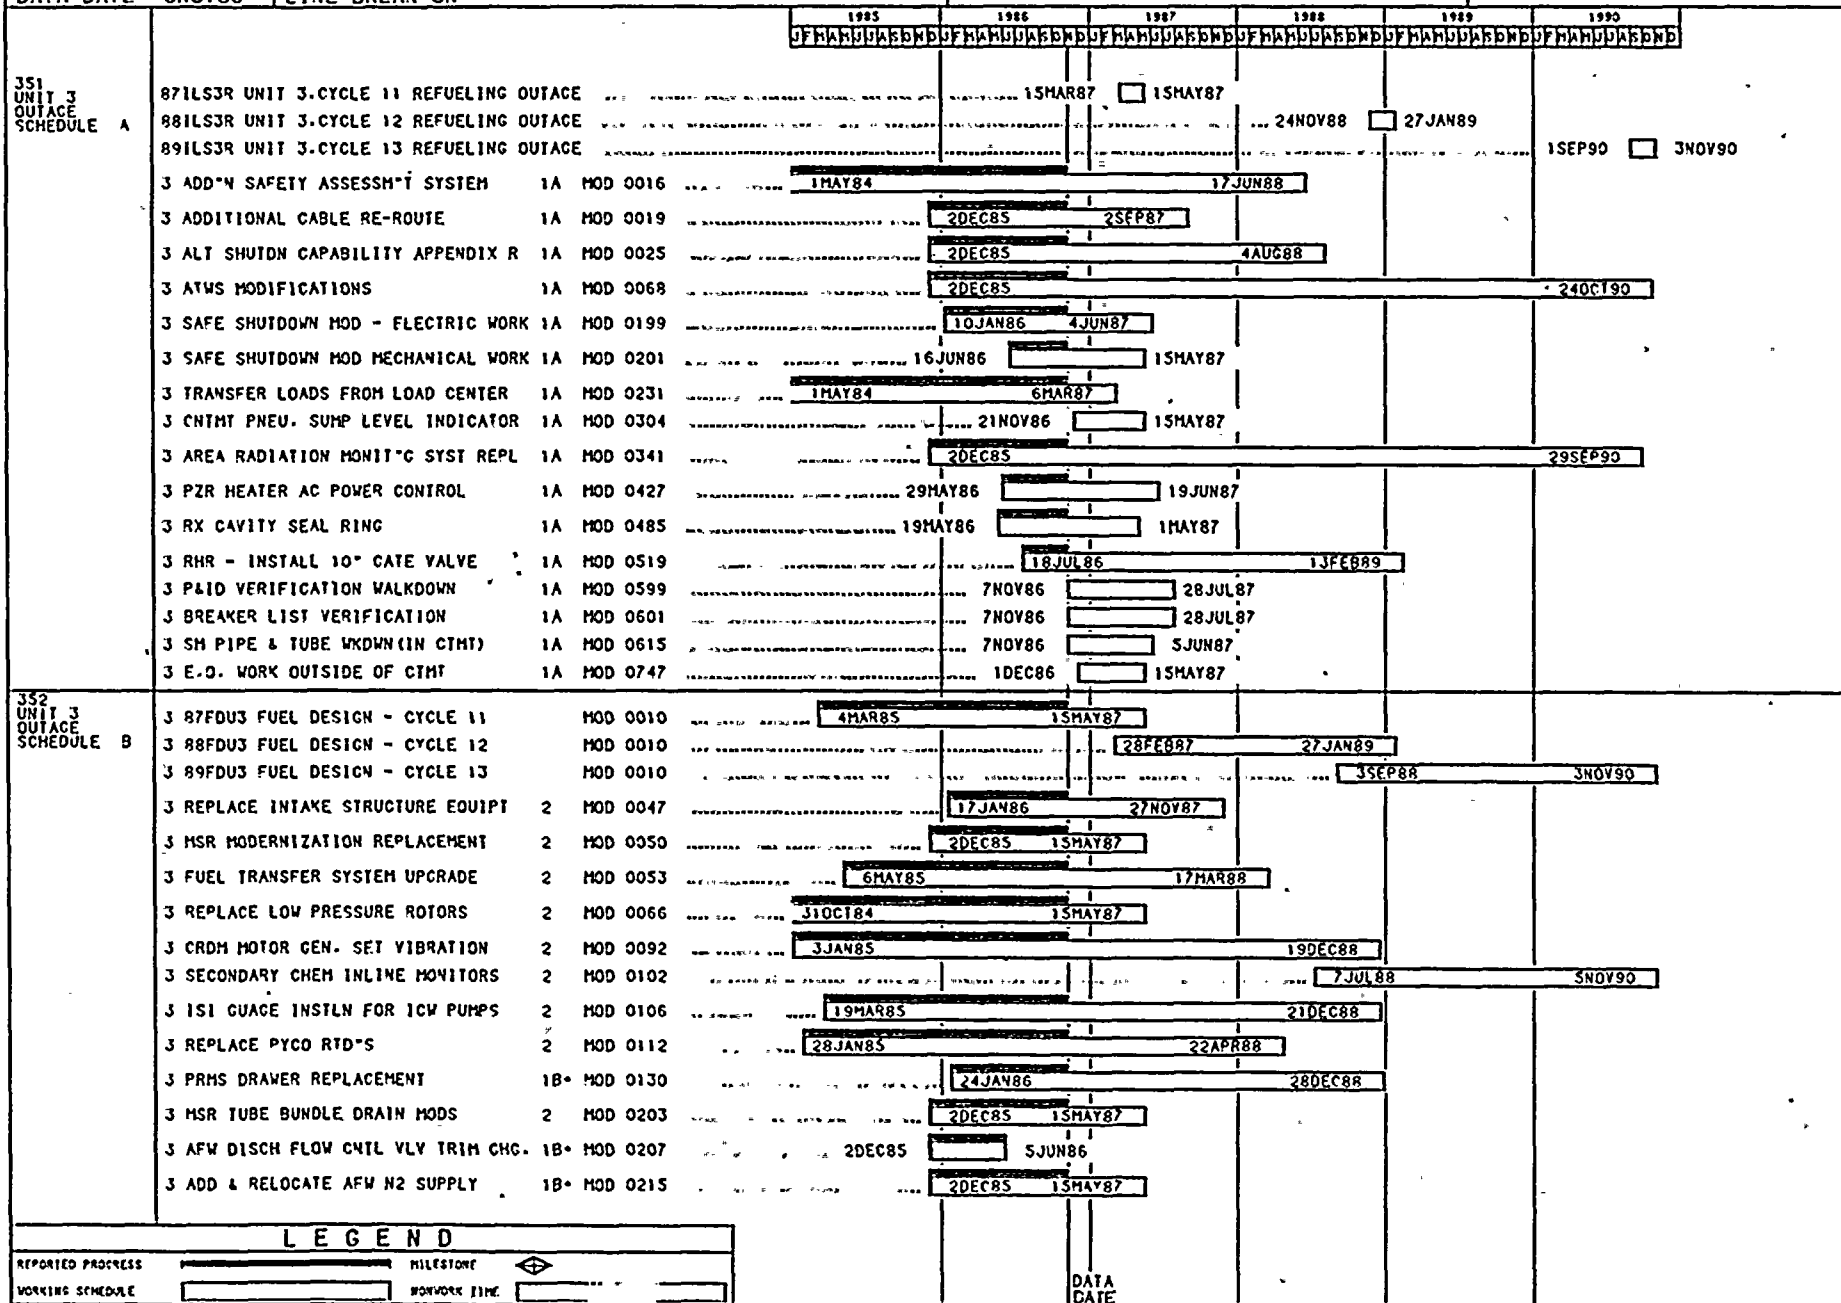 1985 1986 1987 1988 1989 1990
JFMAMJJASONDJFMAMJJASONDJFMAMJJASONDJFMAMJJASONDJFMAMJJASONDJFMAMJJASOND
3S1
UNIT 3
OUTAGE
SCHEDULE A
87ILS3R UNIT 3.CYCLE 11 REFUELING OUTAGE 15MAR87 15MAY87
88ILS3R UNIT 3.CYCLE 12 REFUELING OUTAGE 24NOV88 27JAN89
89ILS3R UNIT 3.CYCLE 13 REFUELING OUTAGE 1SEP90 3NOV90
3 ADD"N SAFETY ASSESSM"T SYSTEM 1A MOD 0016 1MAY84 17JUN88
3 ADDITIONAL CABLE RE-ROUTE 1A MOD 0019 2DEC85 2SEP87
3 ALT SHUTDN CAPABILITY APPENDIX R 1A MOD 0025 2DEC85 4AUG88
3 ATWS MODIFICATIONS 1A MOD 0068 2DEC85 24OCT90
3 SAFE SHUTDOWN MOD - ELECTRIC WORK 1A MOD 0199 10JAN86 4JUN87
3 SAFE SHUTDOWN MOD MECHANICAL WORK 1A MOD 0201 16JUN86 15MAY87
3 TRANSFER LOADS FROM LOAD CENTER 1A MOD 0231 1MAY84 6MAR87
3 CNTMT PNEU. SUMP LEVEL INDICATOR 1A MOD 0304 21NOV86 15MAY87
3 AREA RADIATION MONIT"G SYST REPL 1A MOD 0341 2DEC85 29SEP90
3 PZR HEATER AC POWER CONTROL 1A MOD 0427 29MAY86 19JUN87
3 RX CAVITY SEAL RING 1A MOD 0485 19MAY86 1MAY87
3 RHR - INSTALL 10" GATE VALVE 1A MOD 0519 18JUL86 13FEB89
3 P&ID VERIFICATION WALKDOWN 1A MOD 0599 7NOV86 28JUL87
3 BREAKER LIST VERIFICATION 1A MOD 0601 7NOV86 28JUL87
3 SM PIPE & TUBE WKDWN(IN CTMT) 1A MOD 0615 7NOV86 5JUN87
3 E.Q. WORK OUTSIDE OF CTMT 1A MOD 0747 1DEC86 15MAY87
3S2
UNIT 3
OUTAGE
SCHEDULE B
3 87FDU3 FUEL DESIGN - CYCLE 11 MOD 0010 4MAR85 15MAY87
3 88FDU3 FUEL DESIGN - CYCLE 12 MOD 0010 28FEB87 27JAN89
3 89FDU3 FUEL DESIGN - CYCLE 13 MOD 0010 3SEP88 3NOV90
3 REPLACE INTAKE STRUCTURE EQUIPT 2 MOD 0047 17JAN86 27NOV87
3 MSR MODERNIZATION REPLACEMENT 2 MOD 0050 2DEC85 15MAY87
3 FUEL TRANSFER SYSTEM UPGRADE 2 MOD 0053 6MAY85 17MAR88
3 REPLACE LOW PRESSURE ROTORS 2 MOD 0066 31OCT84 15MAY87
3 CRDM MOTOR GEN. SET VIBRATION 2 MOD 0092 3JAN85 19DEC88
3 SECONDARY CHEM INLINE MONITORS 2 MOD 0102 7JUL88 5NOV90
3 ISI GUAGE INSTLN FOR ICW PUMPS 2 MOD 0106 19MAR85 21DEC88
3 REPLACE PYCO RTD"S 2 MOD 0112 28JAN85 22APR88
3 PRMS DRAWER REPLACEMENT 1B* MOD 0130 24JAN86 28DEC88
3 MSR TUBE BUNDLE DRAIN MODS 2 MOD 0203 2DEC85 15MAY87
3 AFW DISCH FLOW CNTL VLV TRIM CHG. 1B* MOD 0207 2DEC85 5JUN86
3 ADD & RELOCATE AFW N2 SUPPLY 1B* MOD 0215 2DEC85 15MAY87
LEGEND
REPORTED PROGRESS MILESTONE
WORKING SCHEDULE NONWORK TIME
DATA
DATE